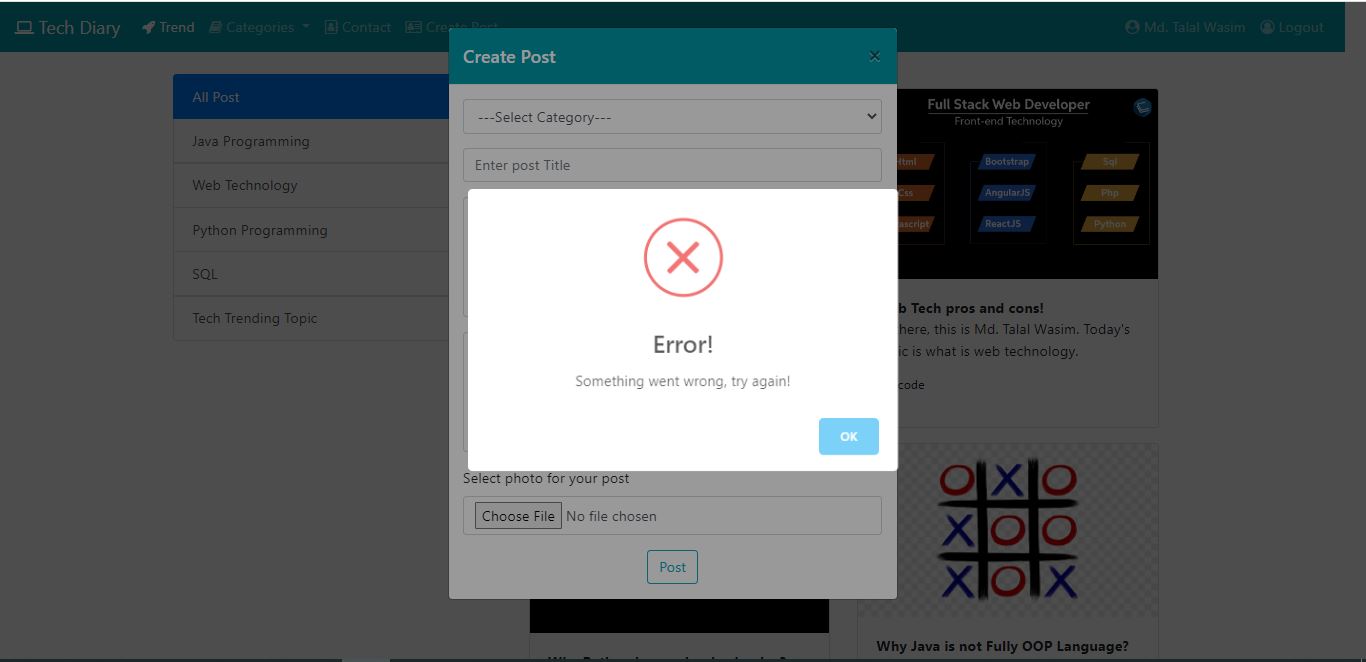 Tech Diary Trend Categories Contact Create Post Md. Talal Wasim Logout
Create Post ×
---Select Category---
Enter post Title
Error!
Something went wrong, try again!
OK
Select photo for your post
Choose File No file chosen
Post
All Post
Java Programming
Web Technology
Python Programming
SQL
Tech Trending Topic
Full Stack Web Developer
Front-end Technology
Html Bootstrap Sql
Css AngularJS Php
ascript ReactJS Python
b Tech pros and cons!
here, this is Md. Talal Wasim. Today's
ic is what is web technology.
code
Why Java is not Fully OOP Language?